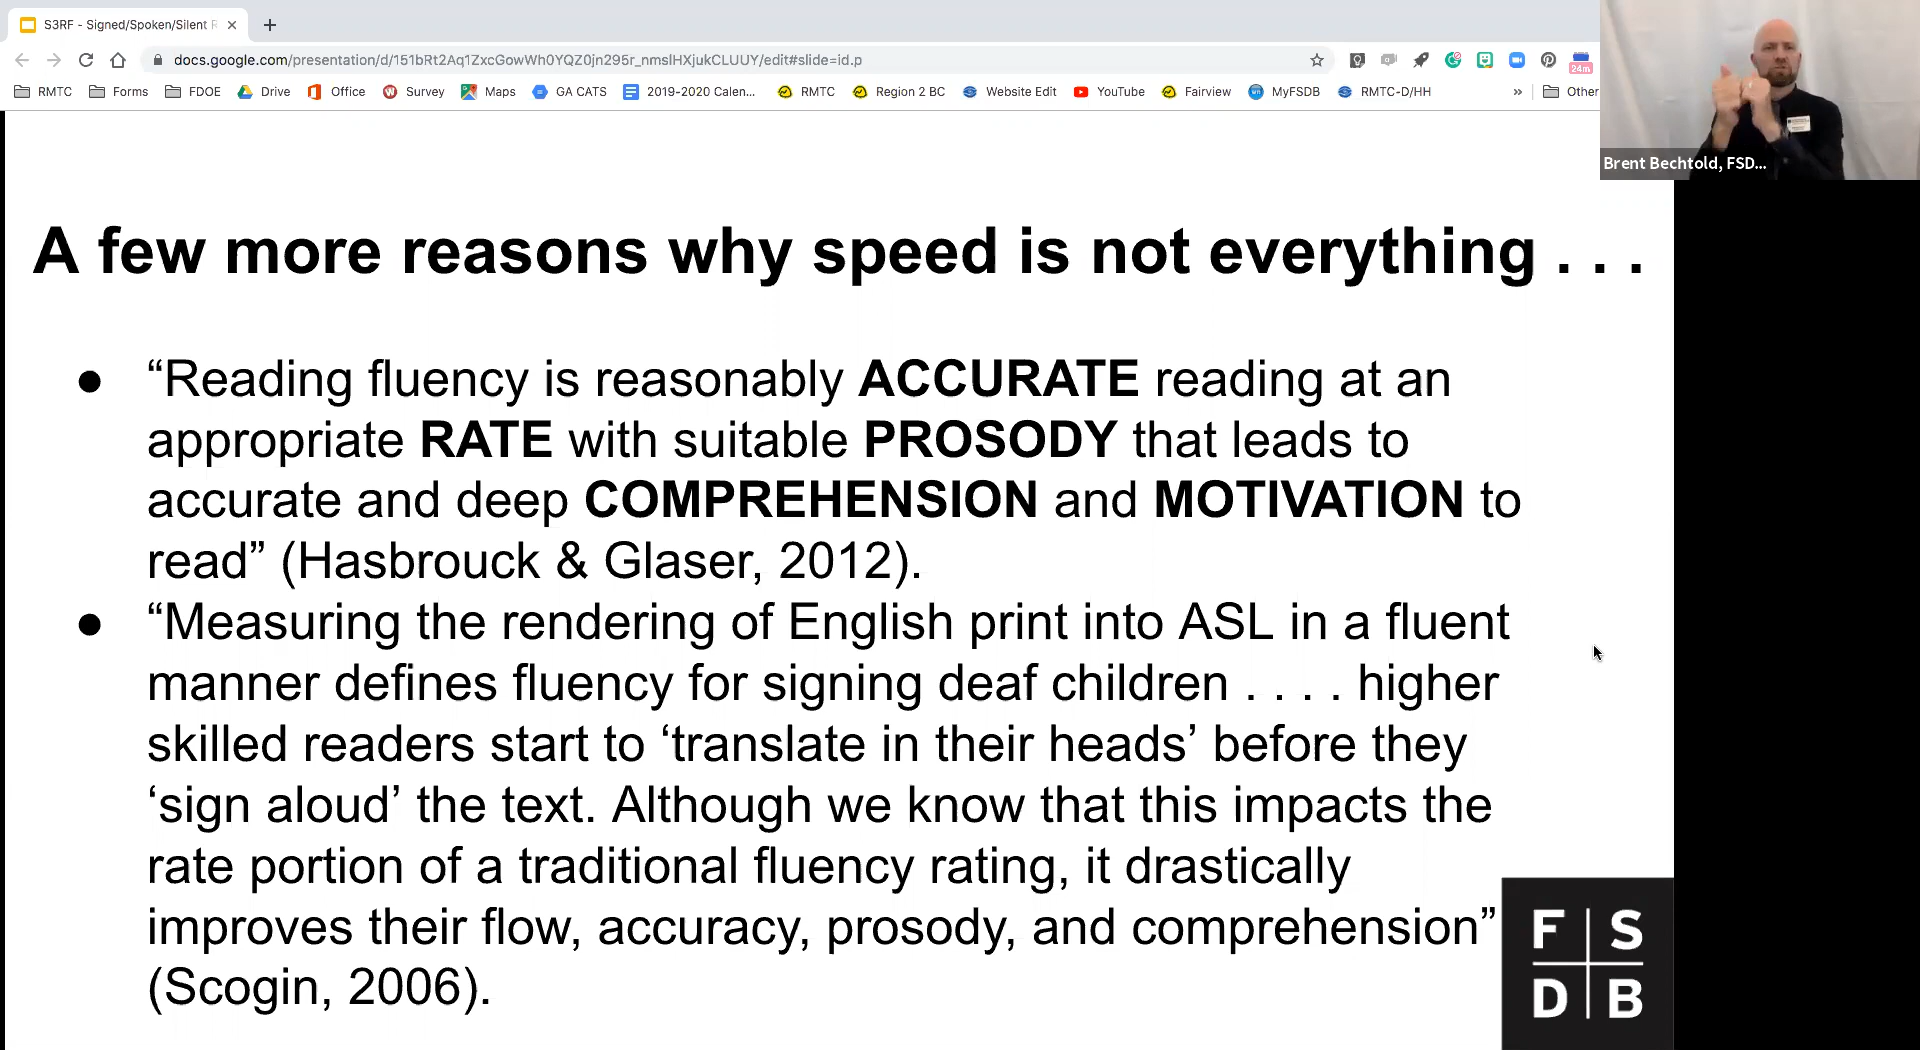 S3RF - Signed/Spoken/Silent R
docs.google.com/presentation/d/151bRt2Aq1ZxcGowWh0YQZ0jn295r_nmsIHXjukCLUUY/edit#slide=id.p
24m
RMTC
Forms
FDOE
Drive
Office
Survey
Maps
GA CATS
2019-2020 Calen...
RMTC
Region 2 BC
Website Edit
YouTube
Fairview
MyFSDB
RMTC-D/HH
»
Other
Brent Bechtold, FSD...
A few more reasons why speed is not everything . . .
● “Reading fluency is reasonably ACCURATE reading at an
appropriate RATE with suitable PROSODY that leads to
accurate and deep COMPREHENSION and MOTIVATION to
read” (Hasbrouck & Glaser, 2012).
● “Measuring the rendering of English print into ASL in a fluent
manner defines fluency for signing deaf children . . . . higher
skilled readers start to ‘translate in their heads’ before they
‘sign aloud’ the text. Although we know that this impacts the
rate portion of a traditional fluency rating, it drastically
improves their flow, accuracy, prosody, and comprehension”
(Scogin, 2006).
F S
D B